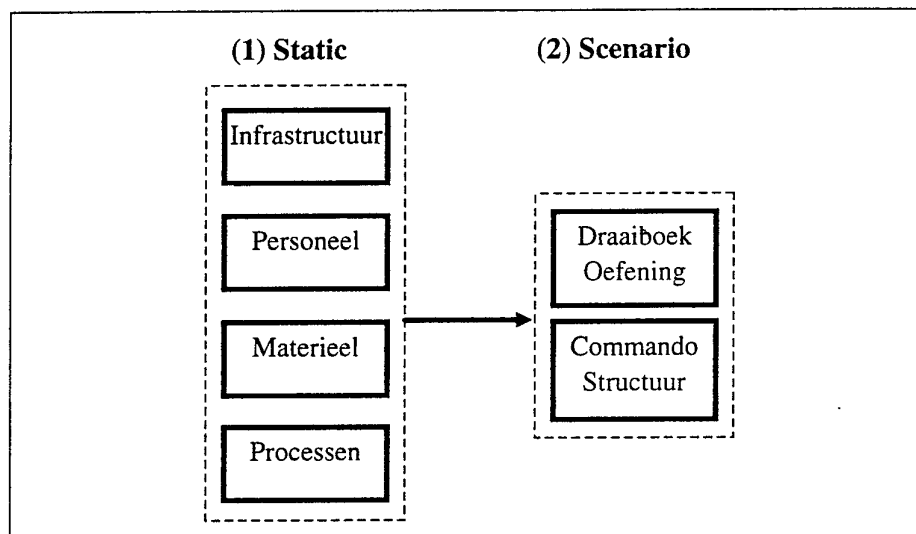 (1) Static
(2) Scenario
Infrastructuur
Personeel
Materieel
Processen
Draaiboek
Oefening
Commando
Structuur